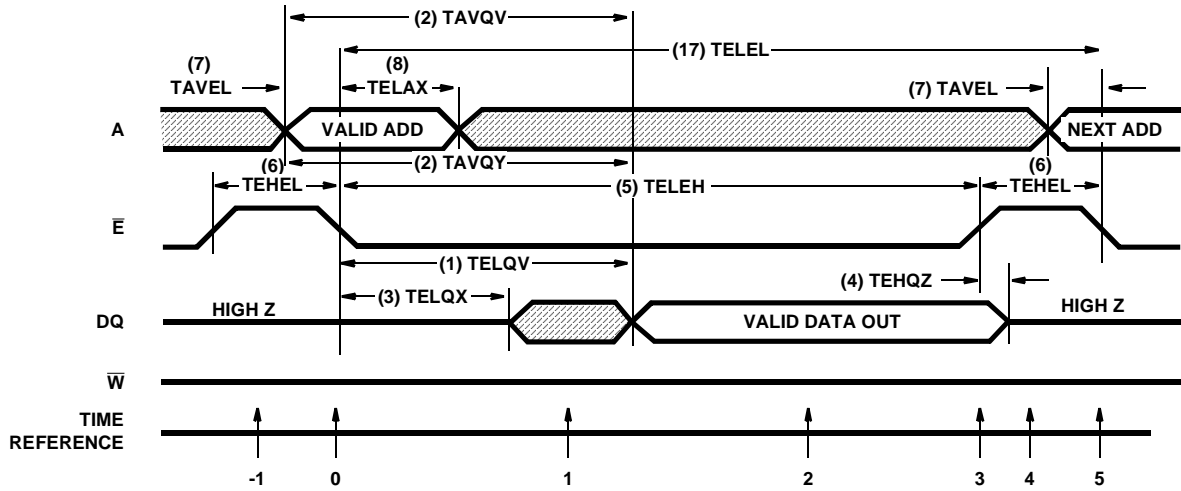 (2) TAVQV
(17) TELEL
(7)
TAVEL
(8)
TELAX
(7) TAVEL
A
VALID ADD
NEXT ADD
(2) TAVQY
(6)
TEHEL
(5) TELEH
(6)
TEHEL
E
(1) TELQV
(3) TELQX
(4) TEHQZ
DQ
HIGH Z
VALID DATA OUT
HIGH Z
W
TIME
REFERENCE
-1 0 1 2 3 4 5